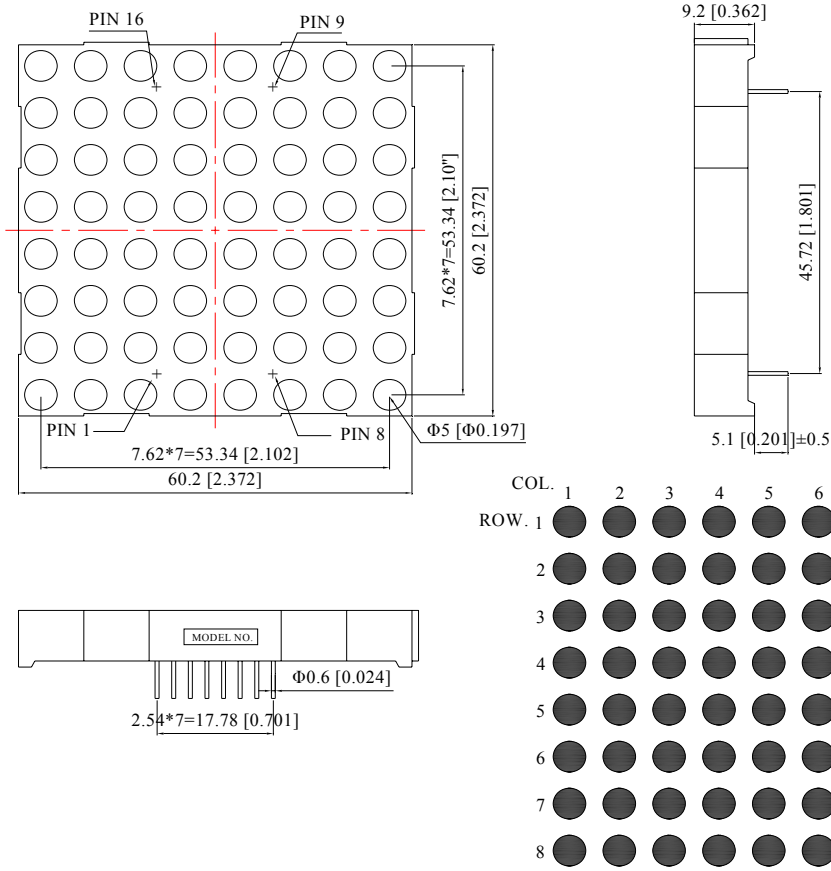 PIN 16
PIN 9
7.62*7=53.34 [2.10"]
60.2 [2.372]
PIN 1
PIN 8
Φ5 [Φ0.197]
7.62*7=53.34 [2.102]
60.2 [2.372]
9.2 [0.362]
45.72 [1.801]
5.1 [0.201]±0.5
MODEL NO.
Φ0.6 [0.024]
2.54*7=17.78 [0.701]
COL. 1 2 3 4 5 6
ROW. 1
2
3
4
5
6
7
8